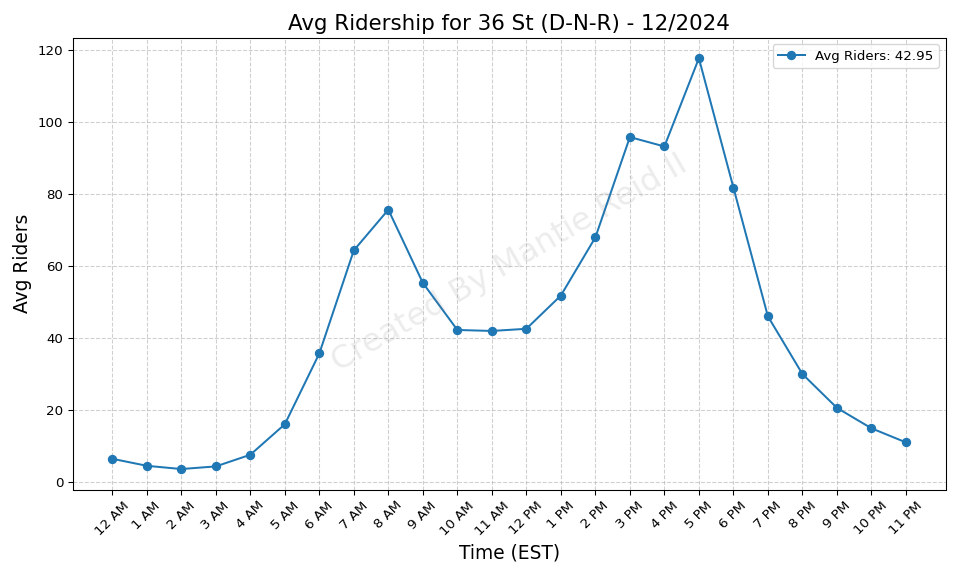 Avg Ridership for 36 St (D-N-R) - 12/2024
Avg Riders: 42.95
Avg Riders
120
100
80
60
40
20
0
Created By Mantle Reid II
12 AM
1 AM
2 AM
3 AM
4 AM
5 AM
6 AM
7 AM
8 AM
9 AM
10 AM
11 AM
12 PM
1 PM
2 PM
3 PM
4 PM
5 PM
6 PM
7 PM
8 PM
9 PM
10 PM
11 PM
Time (EST)